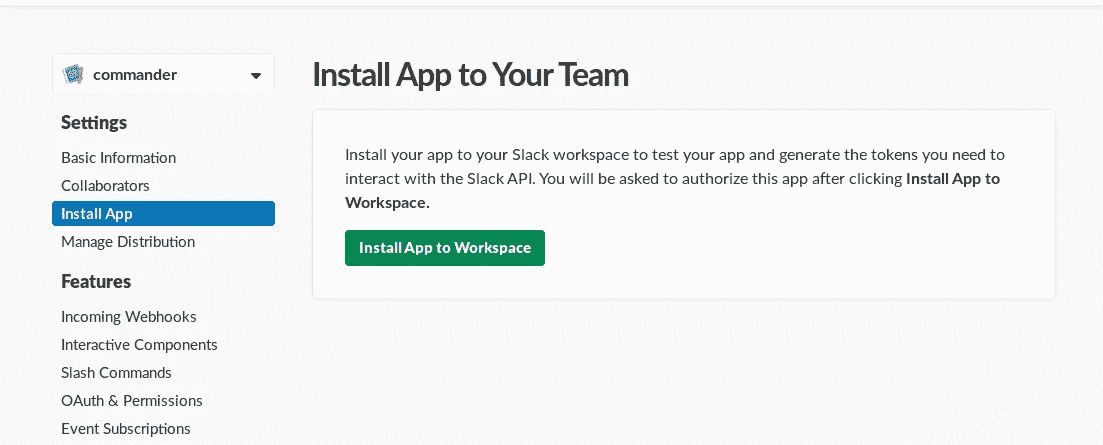 commander
Settings
Basic Information
Collaborators
Install App
Manage Distribution
Features
Incoming Webhooks
Interactive Components
Slash Commands
OAuth & Permissions
Event Subscriptions
Install App to Your Team
Install your app to your Slack workspace to test your app and generate the tokens you need to
interact with the Slack API. You will be asked to authorize this app after clicking Install App to
Workspace.
Install App to Workspace